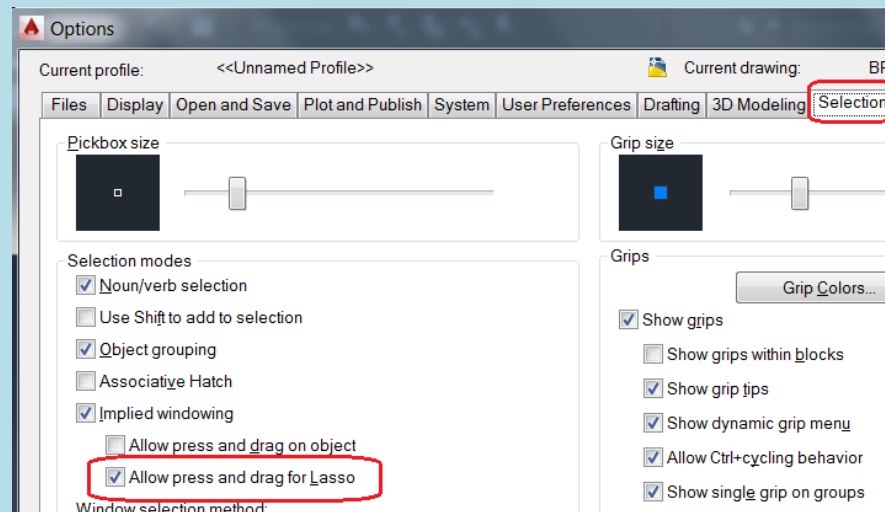 Options
Current profile: <<Unnamed Profile>> Current drawing: BF
Files Display Open and Save Plot and Publish System User Preferences Drafting 3D Modeling Selection
Pickbox size
Grip size
Selection modes
Noun/verb selection
Use Shift to add to selection
Object grouping
Associative Hatch
Implied windowing
Allow press and drag on object
Allow press and drag for Lasso
Window selection method:
Grips
Grip Colors...
Show grips
Show grips within blocks
Show grip tips
Show dynamic grip menu
Allow Ctrl+cycling behavior
Show single grip on groups